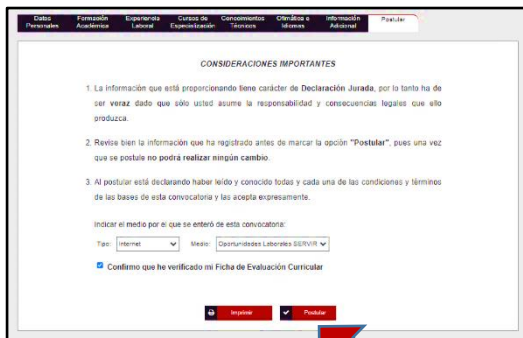 Datos Personales
Formación Académica
Experiencia Laboral
Cursos de Especialización
Conocimientos Técnicos
Ofimática e Idiomas
Información Adicional
Postular
CONSIDERACIONES IMPORTANTES
1. La información que está proporcionando tiene carácter de Declaración Jurada, por lo tanto ha de
ser veraz dado que sólo usted asume la responsabilidad y consecuencias legales que ello
produzca.
2. Revise bien la información que ha registrado antes de marcar la opción "Postular", pues una vez
que se postule no podrá realizar ningún cambio.
3. Al postular está declarando haber leído y conocido todas y cada una de las condiciones y términos
de las bases de esta convocatoria y las acepta expresamente.
Indicar el medio por el que se enteró de esta convocatoria:
Tipo: Internet Medio: Oportunidades Laborales SERVIR
Confirmo que he verificado mi Ficha de Evaluación Curricular
Imprimir Postular